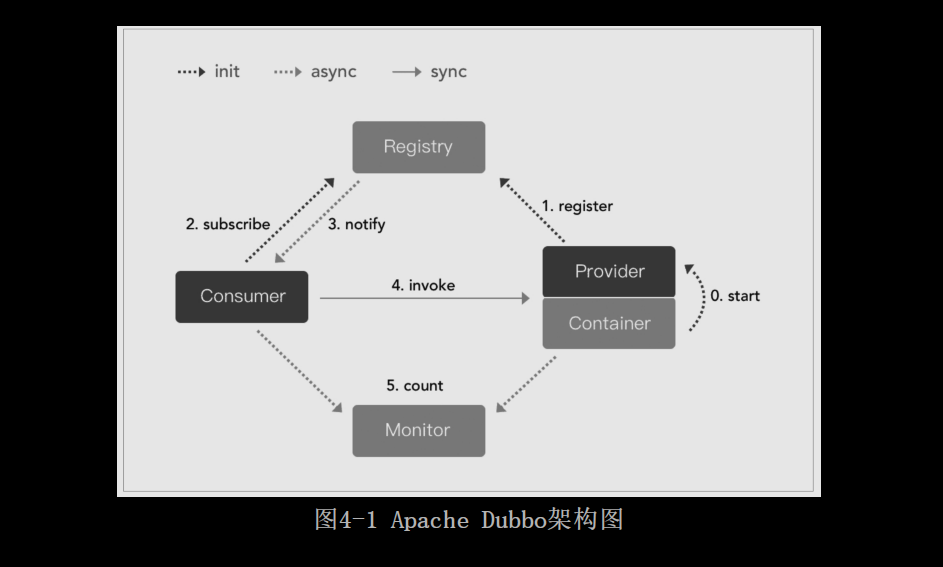 init async sync
Registry
1. register
2. subscribe 3. notify
Provider
4. invoke
Consumer
0. start
Container
5. count
Monitor
图4-1 Apache Dubbo架构图